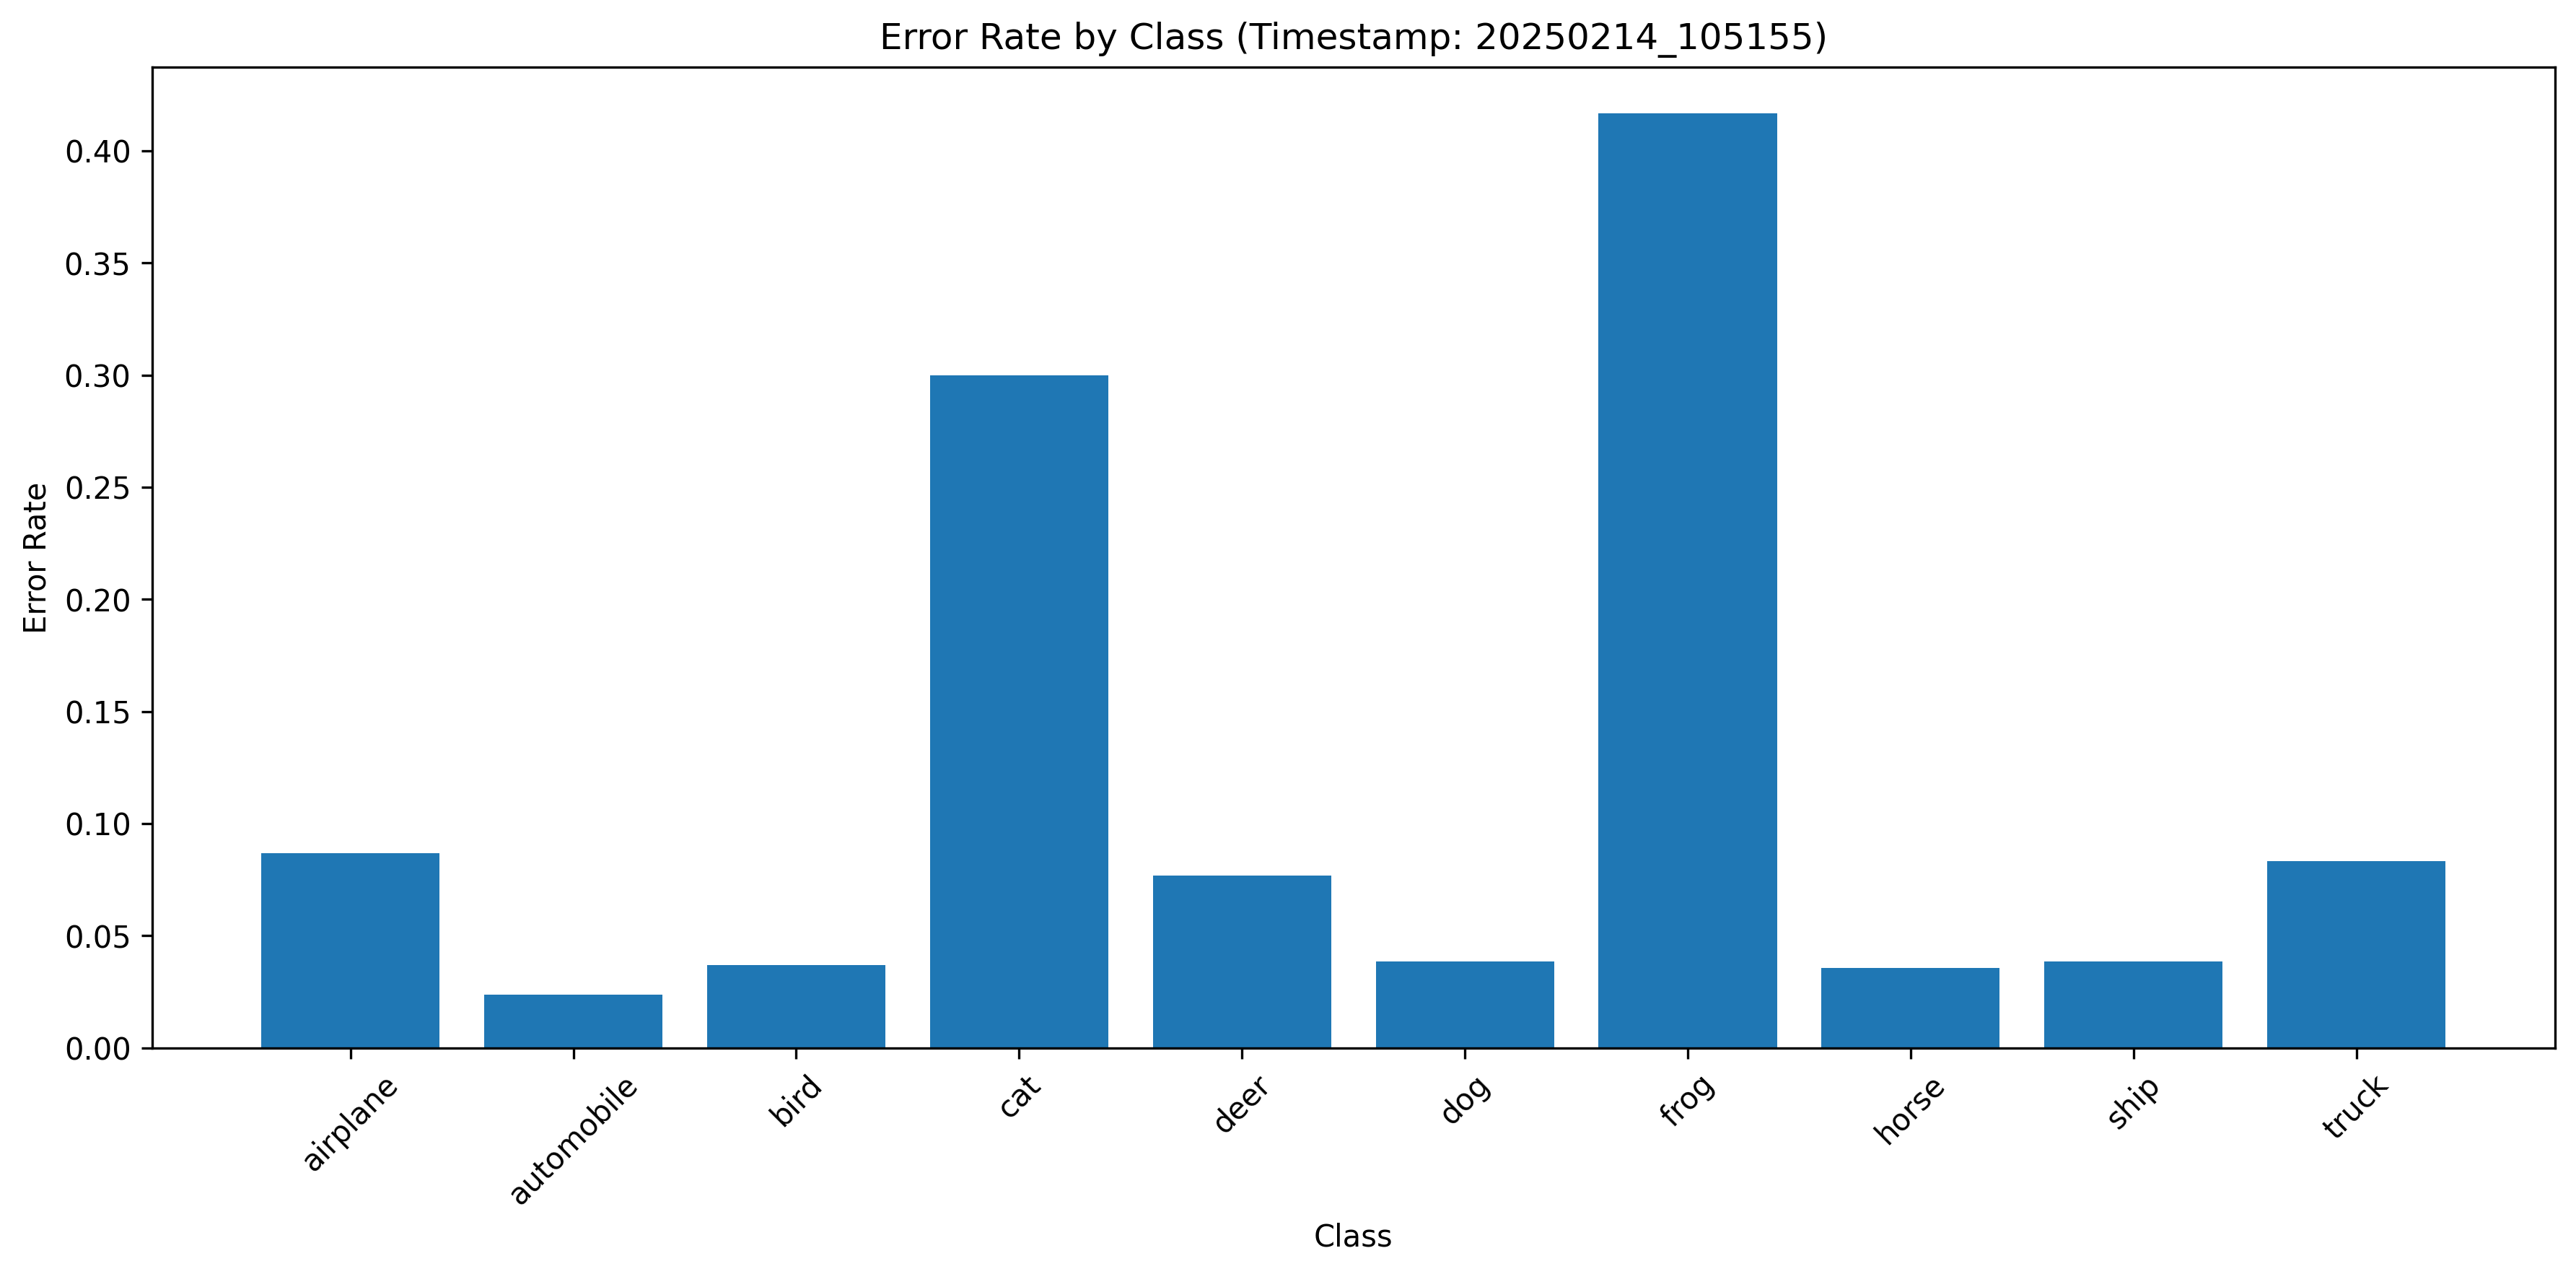 Error Rate by Class (Timestamp: 20250214_105155)
Error Rate
0.40
0.35
0.30
0.25
0.20
0.15
0.10
0.05
0.00
airplane
automobile
bird
cat
deer
dog
frog
horse
ship
truck
Class